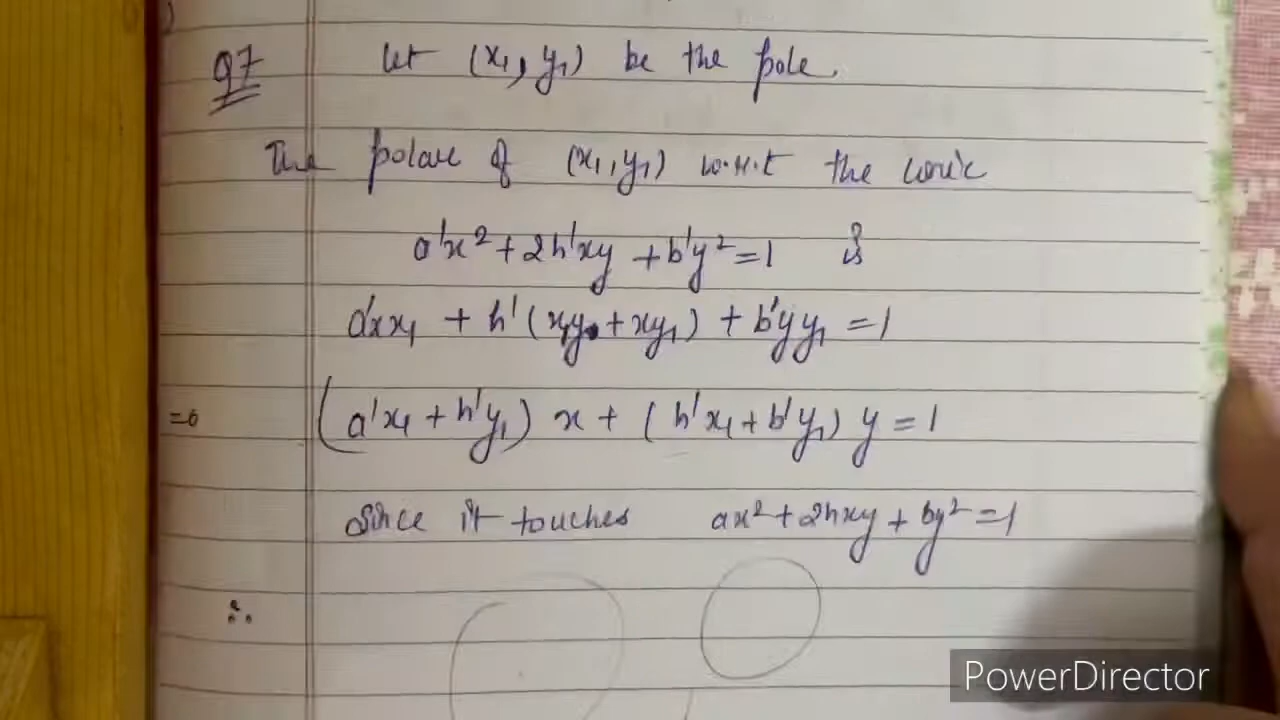 Q7 Let (x₁, y₁) be the pole.
The polar of (x₁, y₁) w.r.t the conic
a'x² + 2h'xy + b'y² = 1 is
a'xx₁ + h'(x₁y + xy₁) + b'yy₁ = 1
=0 (a'x₁ + h'y₁) x + (h'x₁ + b'y₁) y = 1
Since it touches ax² + 2hxy + by² = 1
∴
PowerDirector